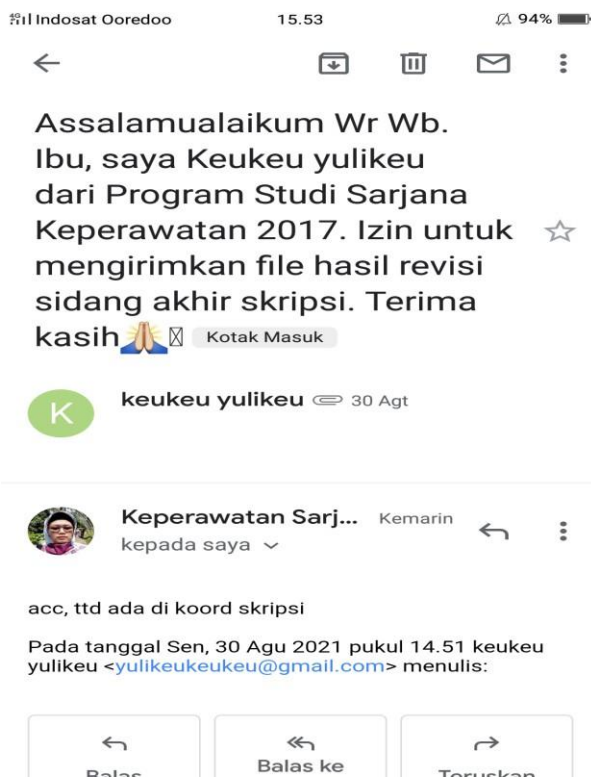 4G Indosat Ooredoo 15.53 94%
Assalamualaikum Wr Wb.
Ibu, saya Keukeu yulikeu
dari Program Studi Sarjana
Keperawatan 2017. Izin untuk
mengirimkan file hasil revisi
sidang akhir skripsi. Terima
kasih🙏 Kotak Masuk
K
keukeu yulikeu 30 Agt
Keperawatan Sarj... Kemarin
kepada saya
acc, ttd ada di koord skripsi
Pada tanggal Sen, 30 Agu 2021 pukul 14.51 keukeu
yulikeu <yulikeukeukeu@gmail.com> menulis:
Balas Balas ke Teruskan